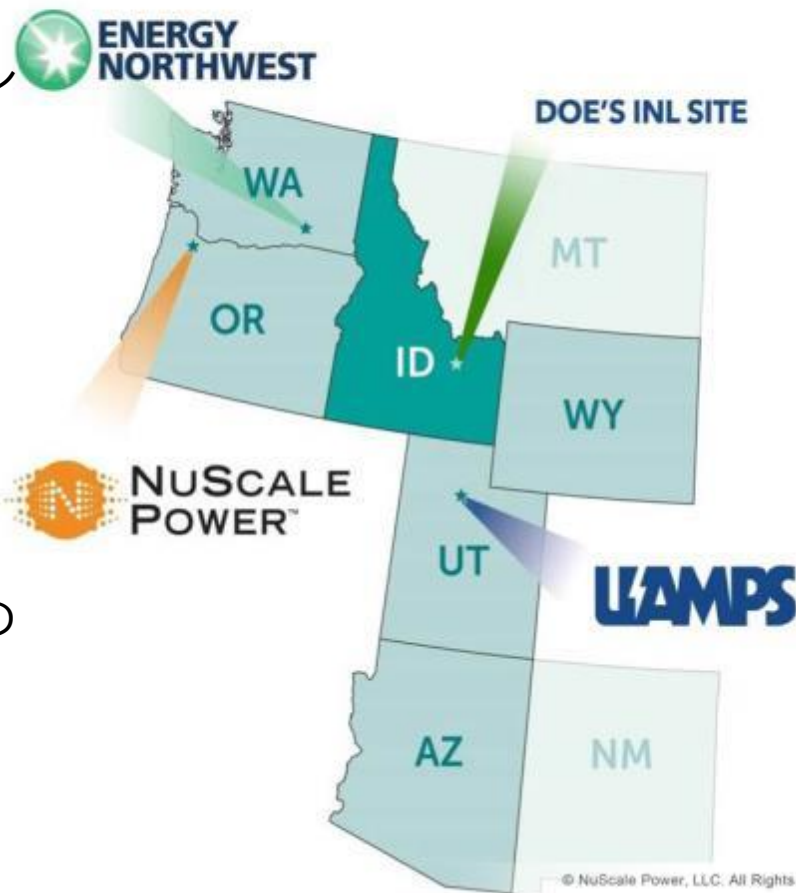 ENERGY
NORTHWEST
DOE'S INL SITE
WA
MT
OR
ID
WY
NUSCALE
POWER™
UT
UAMPS
AZ
NM
© NuScale Power, LLC. All Rights